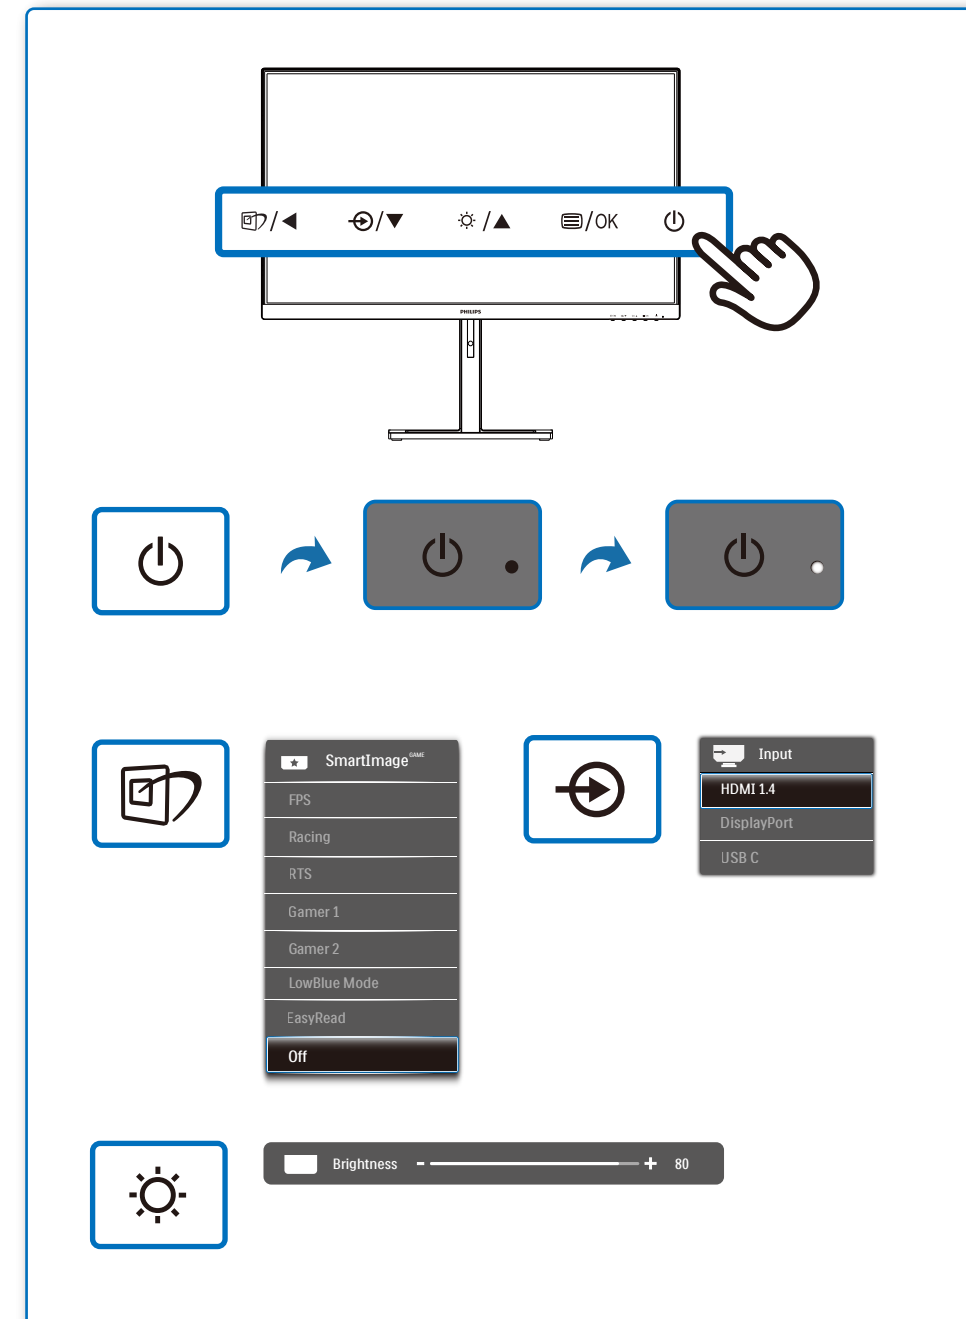 /◀ /▼ /▲ /OK
PHILIPS
SmartImage GAME
FPS
Racing
RTS
Gamer 1
Gamer 2
LowBlue Mode
EasyRead
Off
Input
HDMI 1.4
DisplayPort
USB C
Brightness - + 80